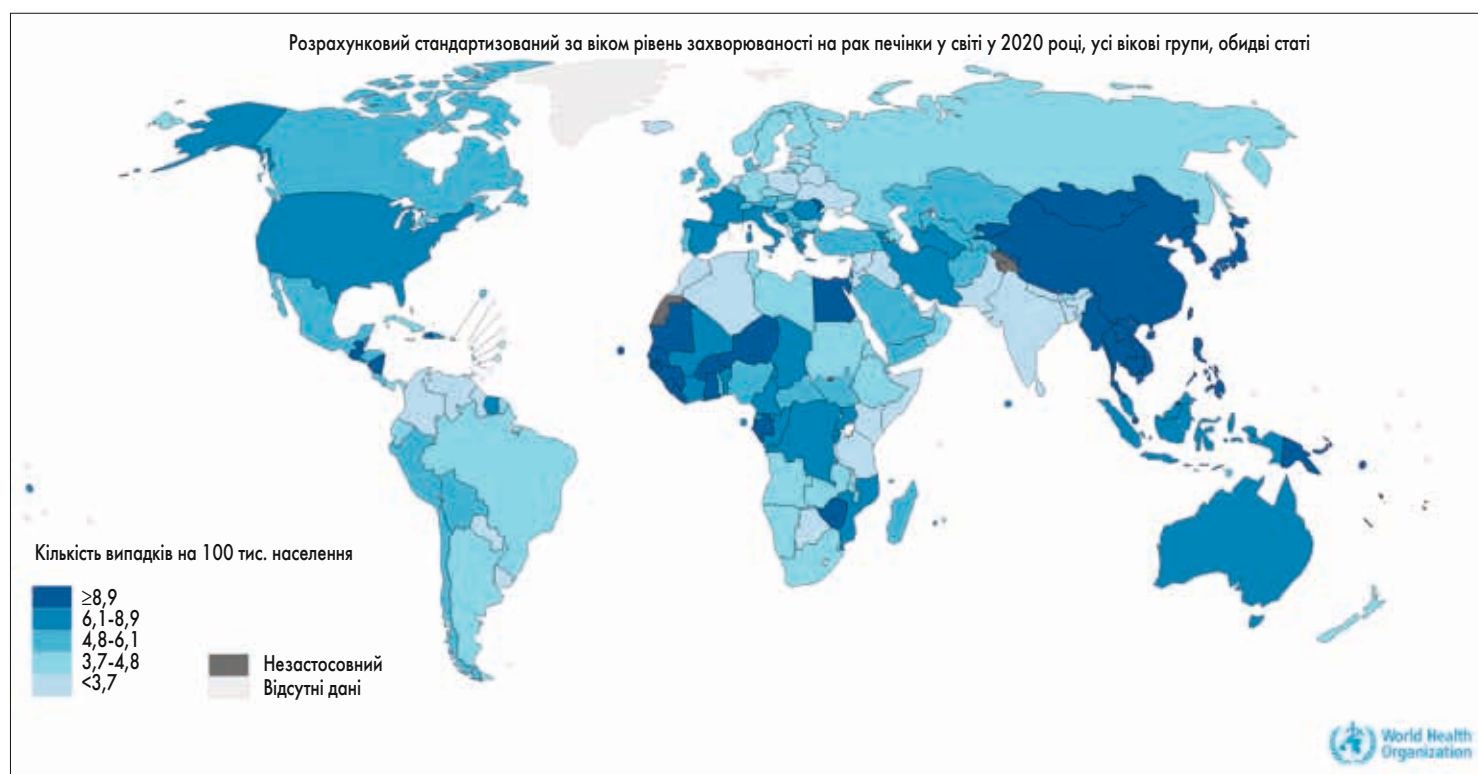 Розрахунковий стандартизований за віком рівень захворюваності на рак печінки у світі у 2020 році, усі вікові групи, обидві статі
Кількість випадків на 100 тис. населення
≥8,9
6,1-8,9
4,8-6,1
3,7-4,8
<3,7
Незастосовний
Відсутні дані
World Health
Organization